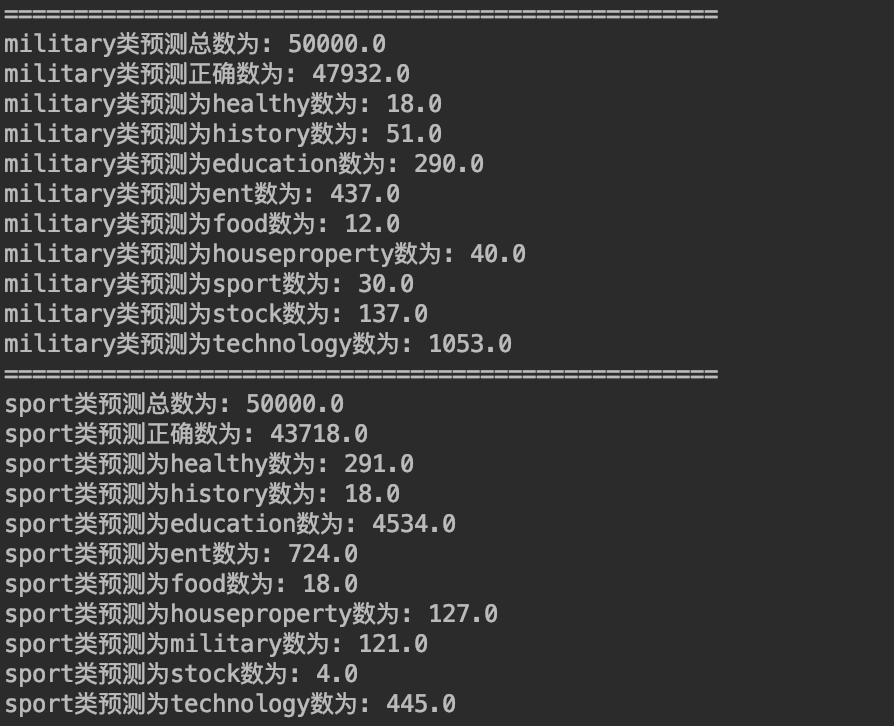 ===================================================
military类预测总数为: 50000.0
military类预测正确数为: 47932.0
military类预测为healthy数为: 18.0
military类预测为history数为: 51.0
military类预测为education数为: 290.0
military类预测为ent数为: 437.0
military类预测为food数为: 12.0
military类预测为houseproperty数为: 40.0
military类预测为sport数为: 30.0
military类预测为stock数为: 137.0
military类预测为technology数为: 1053.0
===================================================
sport类预测总数为: 50000.0
sport类预测正确数为: 43718.0
sport类预测为healthy数为: 291.0
sport类预测为history数为: 18.0
sport类预测为education数为: 4534.0
sport类预测为ent数为: 724.0
sport类预测为food数为: 18.0
sport类预测为houseproperty数为: 127.0
sport类预测为military数为: 121.0
sport类预测为stock数为: 4.0
sport类预测为technology数为: 445.0